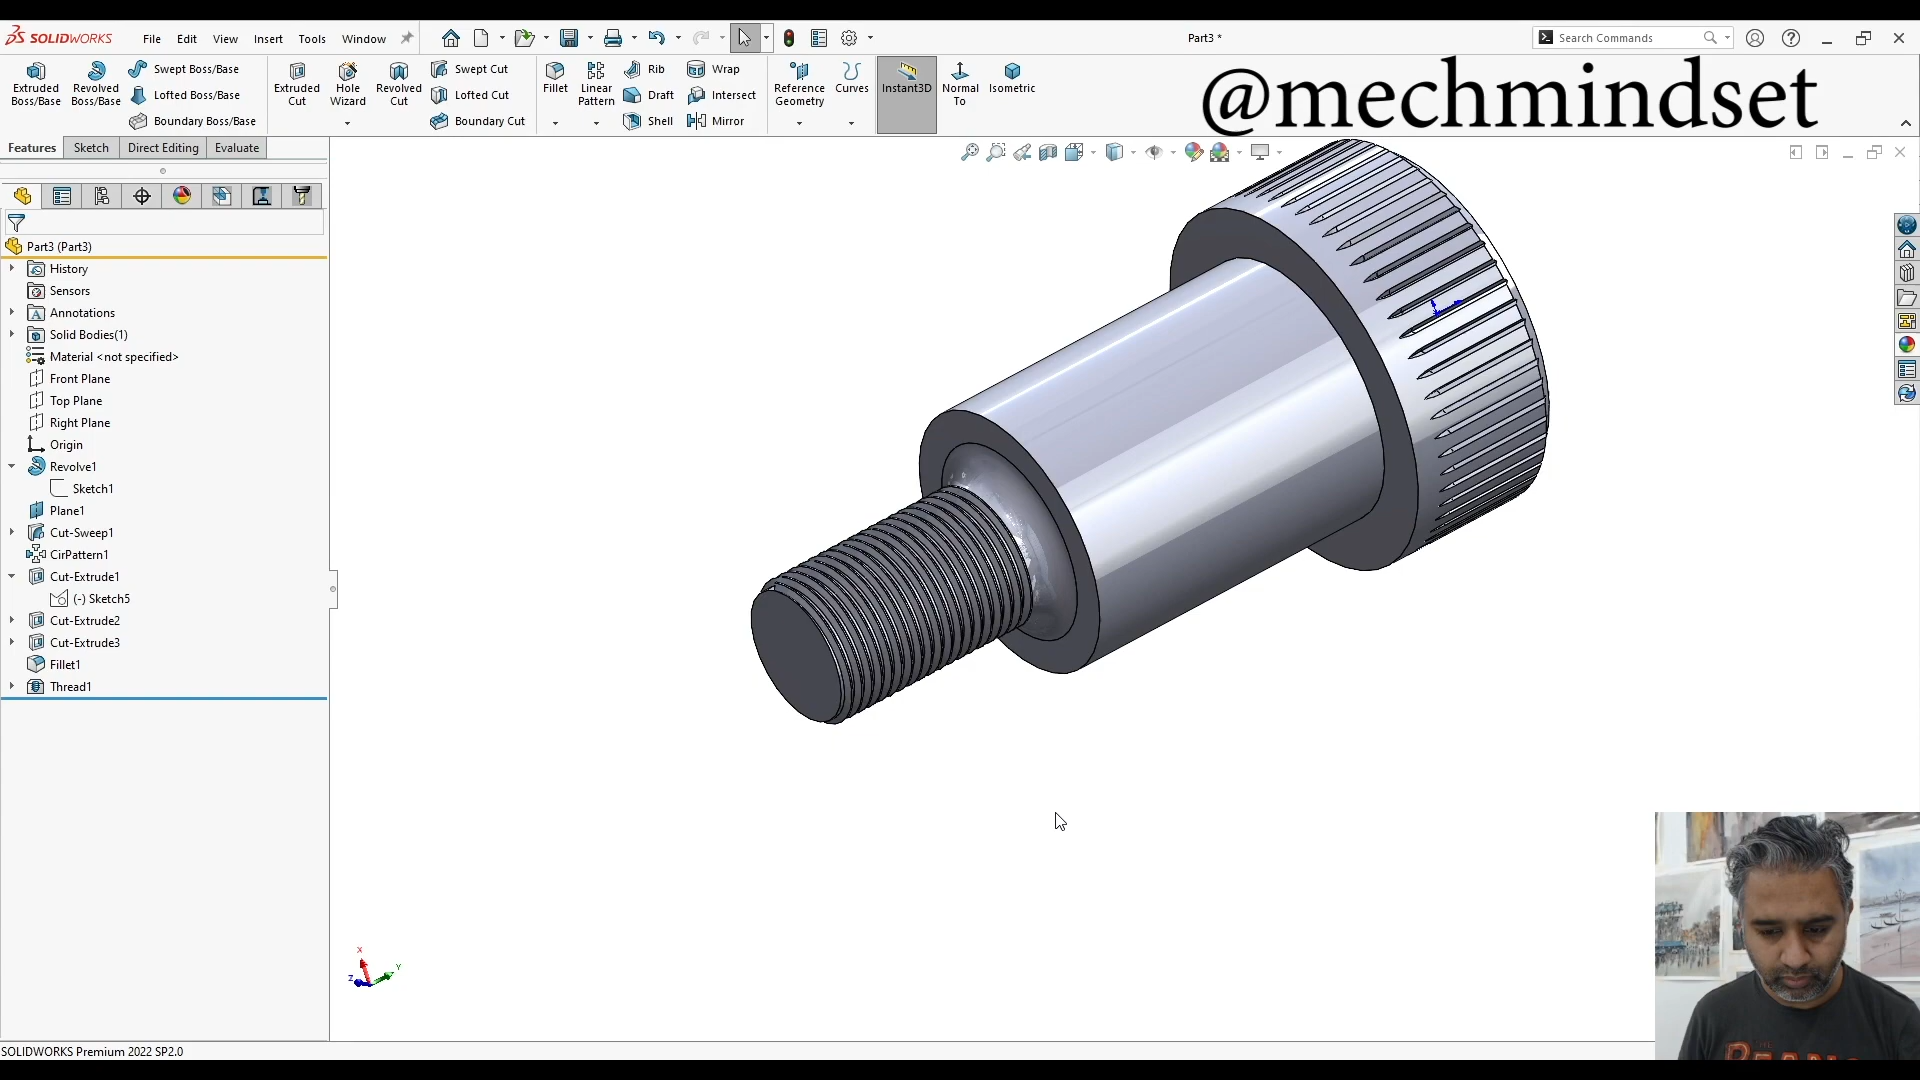 SOLIDWORKS File Edit View Insert Tools Window Part3 * Search Commands
Extruded Boss/Base
Revolved Boss/Base
Swept Boss/Base
Lofted Boss/Base
Boundary Boss/Base
Extruded Cut
Hole Wizard
Revolved Cut
Swept Cut
Lofted Cut
Boundary Cut
Fillet
Linear Pattern
Rib
Draft
Shell
Wrap
Intersect
Mirror
Reference Geometry
Curves
Instant3D
Normal To
Isometric
@mechmindset
Features Sketch Direct Editing Evaluate
Part3 (Part3)
History
Sensors
Annotations
Solid Bodies(1)
Material <not specified>
Front Plane
Top Plane
Right Plane
Origin
Revolve1
Sketch1
Plane1
Cut-Sweep1
CirPattern1
Cut-Extrude1
(-) Sketch5
Cut-Extrude2
Cut-Extrude3
Fillet1
Thread1
X
Y
Z
SOLIDWORKS Premium 2022 SP2.0